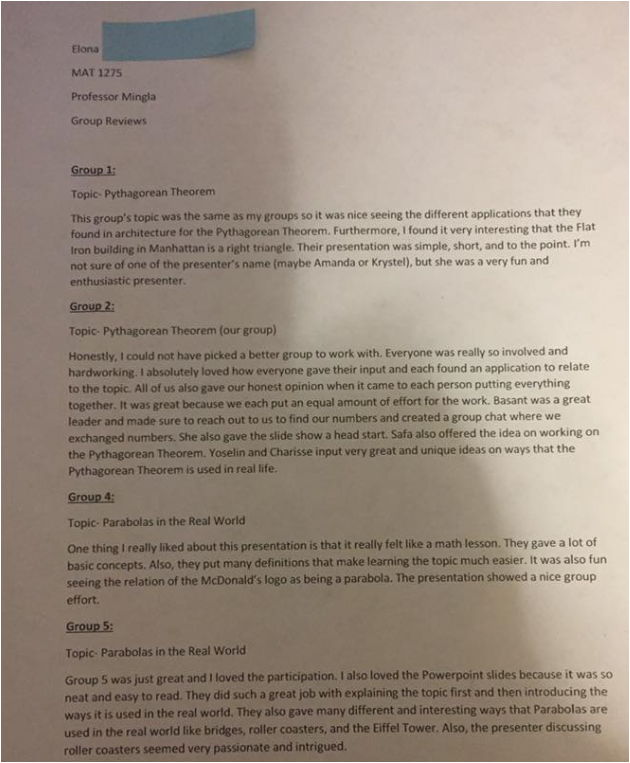 Elona
MAT 1275
Professor Mingla
Group Reviews
Group 1:
Topic- Pythagorean Theorem
This group's topic was the same as my groups so it was nice seeing the different applications that they
found in architecture for the Pythagorean Theorem. Furthermore, I found it very interesting that the Flat
Iron building in Manhattan is a right triangle. Their presentation was simple, short, and to the point. I'm
not sure of one of the presenter's name (maybe Amanda or Krystel), but she was a very fun and
enthusiastic presenter.
Group 2:
Topic- Pythagorean Theorem (our group)
Honestly, I could not have picked a better group to work with. Everyone was really so involved and
hardworking. I absolutely loved how everyone gave their input and each found an application to relate
to the topic. All of us also gave our honest opinion when it came to each person putting everything
together. It was great because we each put an equal amount of effort for the work. Basant was a great
leader and made sure to reach out to us to find our numbers and created a group chat where we
exchanged numbers. She also gave the slide show a head start. Safa also offered the idea on working on
the Pythagorean Theorem. Yoselin and Charisse input very great and unique ideas on ways that the
Pythagorean Theorem is used in real life.
Group 4:
Topic- Parabolas in the Real World
One thing I really liked about this presentation is that it really felt like a math lesson. They gave a lot of
basic concepts. Also, they put many definitions that make learning the topic much easier. It was also fun
seeing the relation of the McDonald's logo as being a parabola. The presentation showed a nice group
effort.
Group 5:
Topic- Parabolas in the Real World
Group 5 was just great and I loved the participation. I also loved the Powerpoint slides because it was so
neat and easy to read. They did such a great job with explaining the topic first and then introducing the
ways it is used in the real world. They also gave many different and interesting ways that Parabolas are
used in the real world like bridges, roller coasters, and the Eiffel Tower. Also, the presenter discussing
roller coasters seemed very passionate and intrigued.